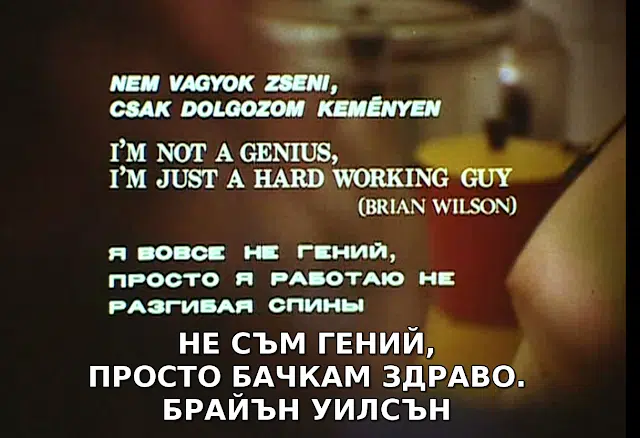 NEM VAGYOK ZSENI,
CSAK DOLGOZOM KEMÉNYEN
I'M NOT A GENIUS,
I'M JUST A HARD WORKING GUY
(BRIAN WILSON)
Я ВОВСЕ НЕ ГЕНИЙ,
ПРОСТО Я РАБОТАЮ НЕ
РАЗГИБАЯ СПИНЫ
НЕ СЪМ ГЕНИЙ,
ПРОСТО БАЧКАМ ЗДРАВО.
БРАЙЪН УИЛСЪН